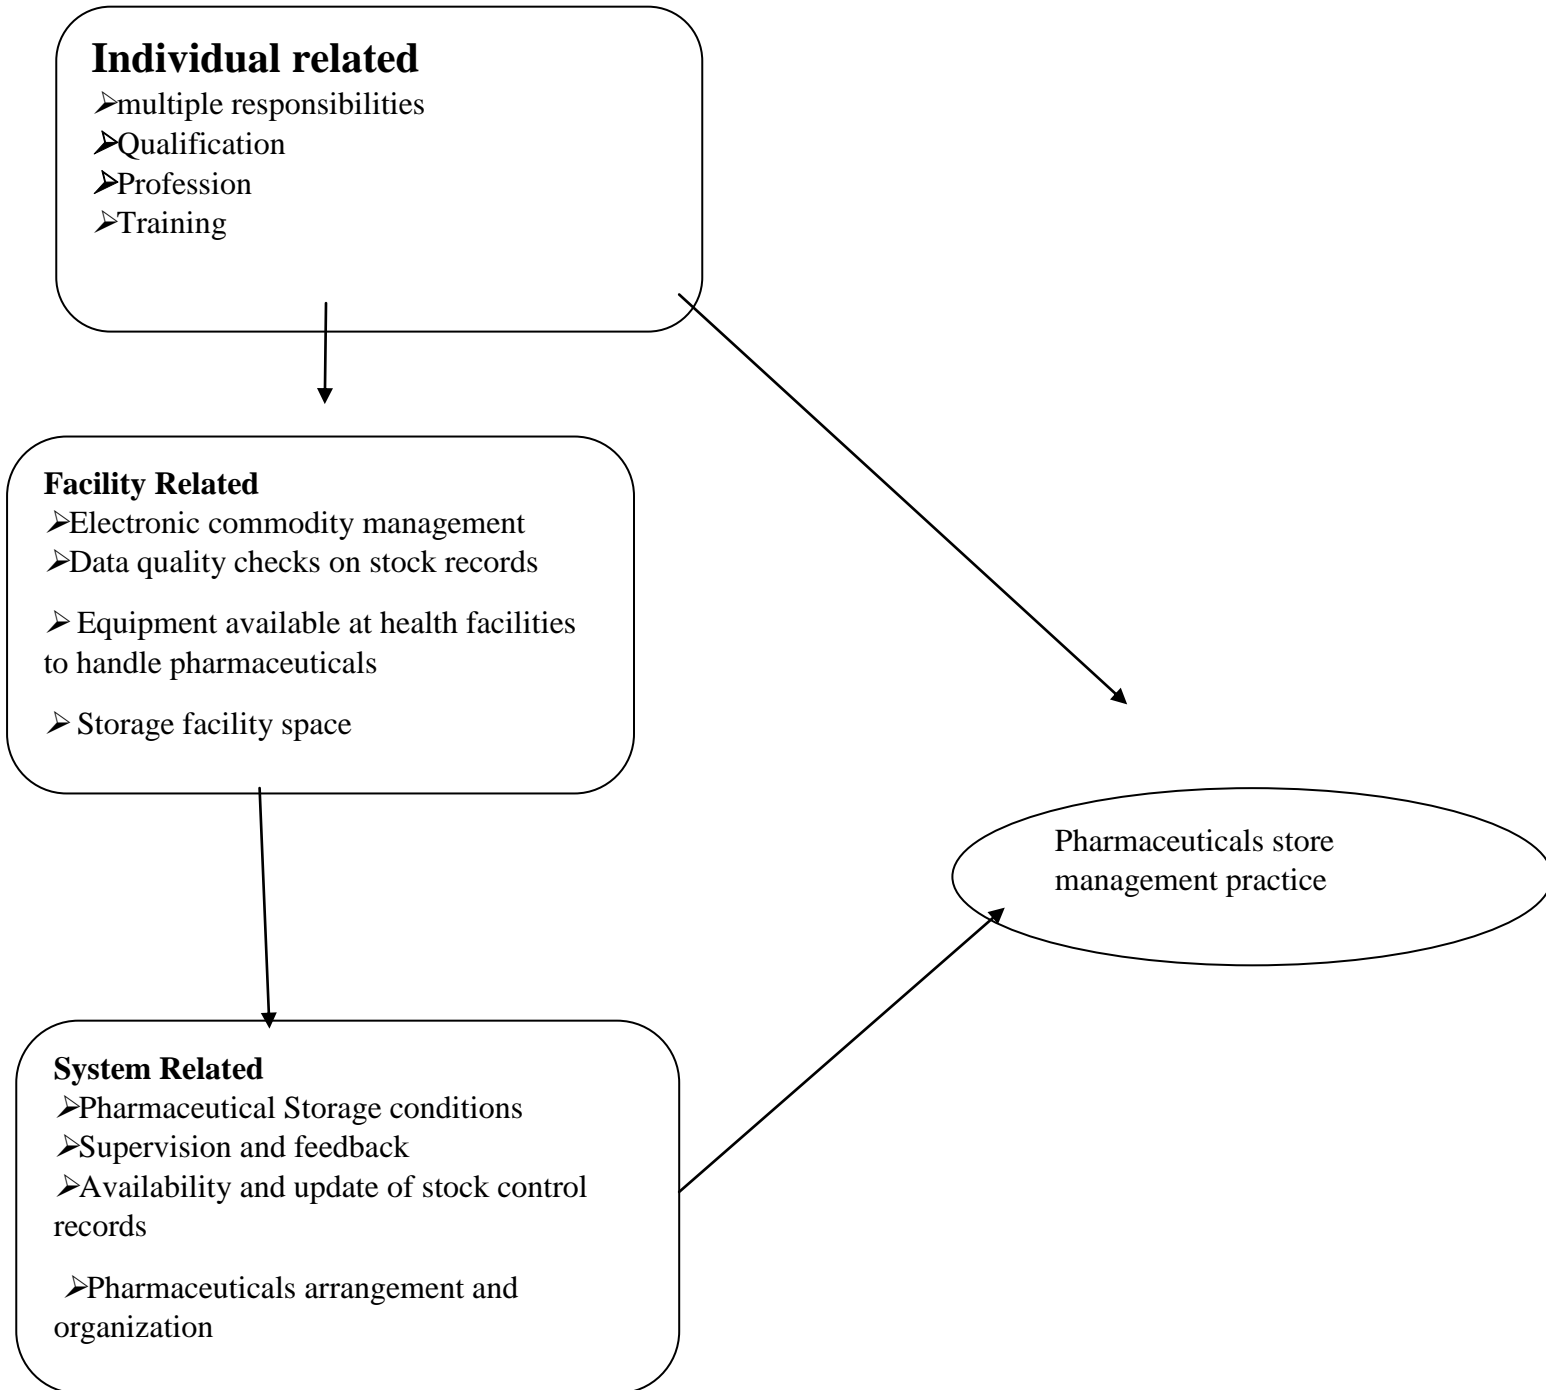 Individual related
➢multiple responsibilities
➢Qualification
➢Profession
➢Training
Facility Related
➢Electronic commodity management
➢Data quality checks on stock records
➢ Equipment available at health facilities
to handle pharmaceuticals
➢ Storage facility space
Pharmaceuticals store
management practice
System Related
➢Pharmaceutical Storage conditions
➢Supervision and feedback
➢Availability and update of stock control
records
➢Pharmaceuticals arrangement and
organization